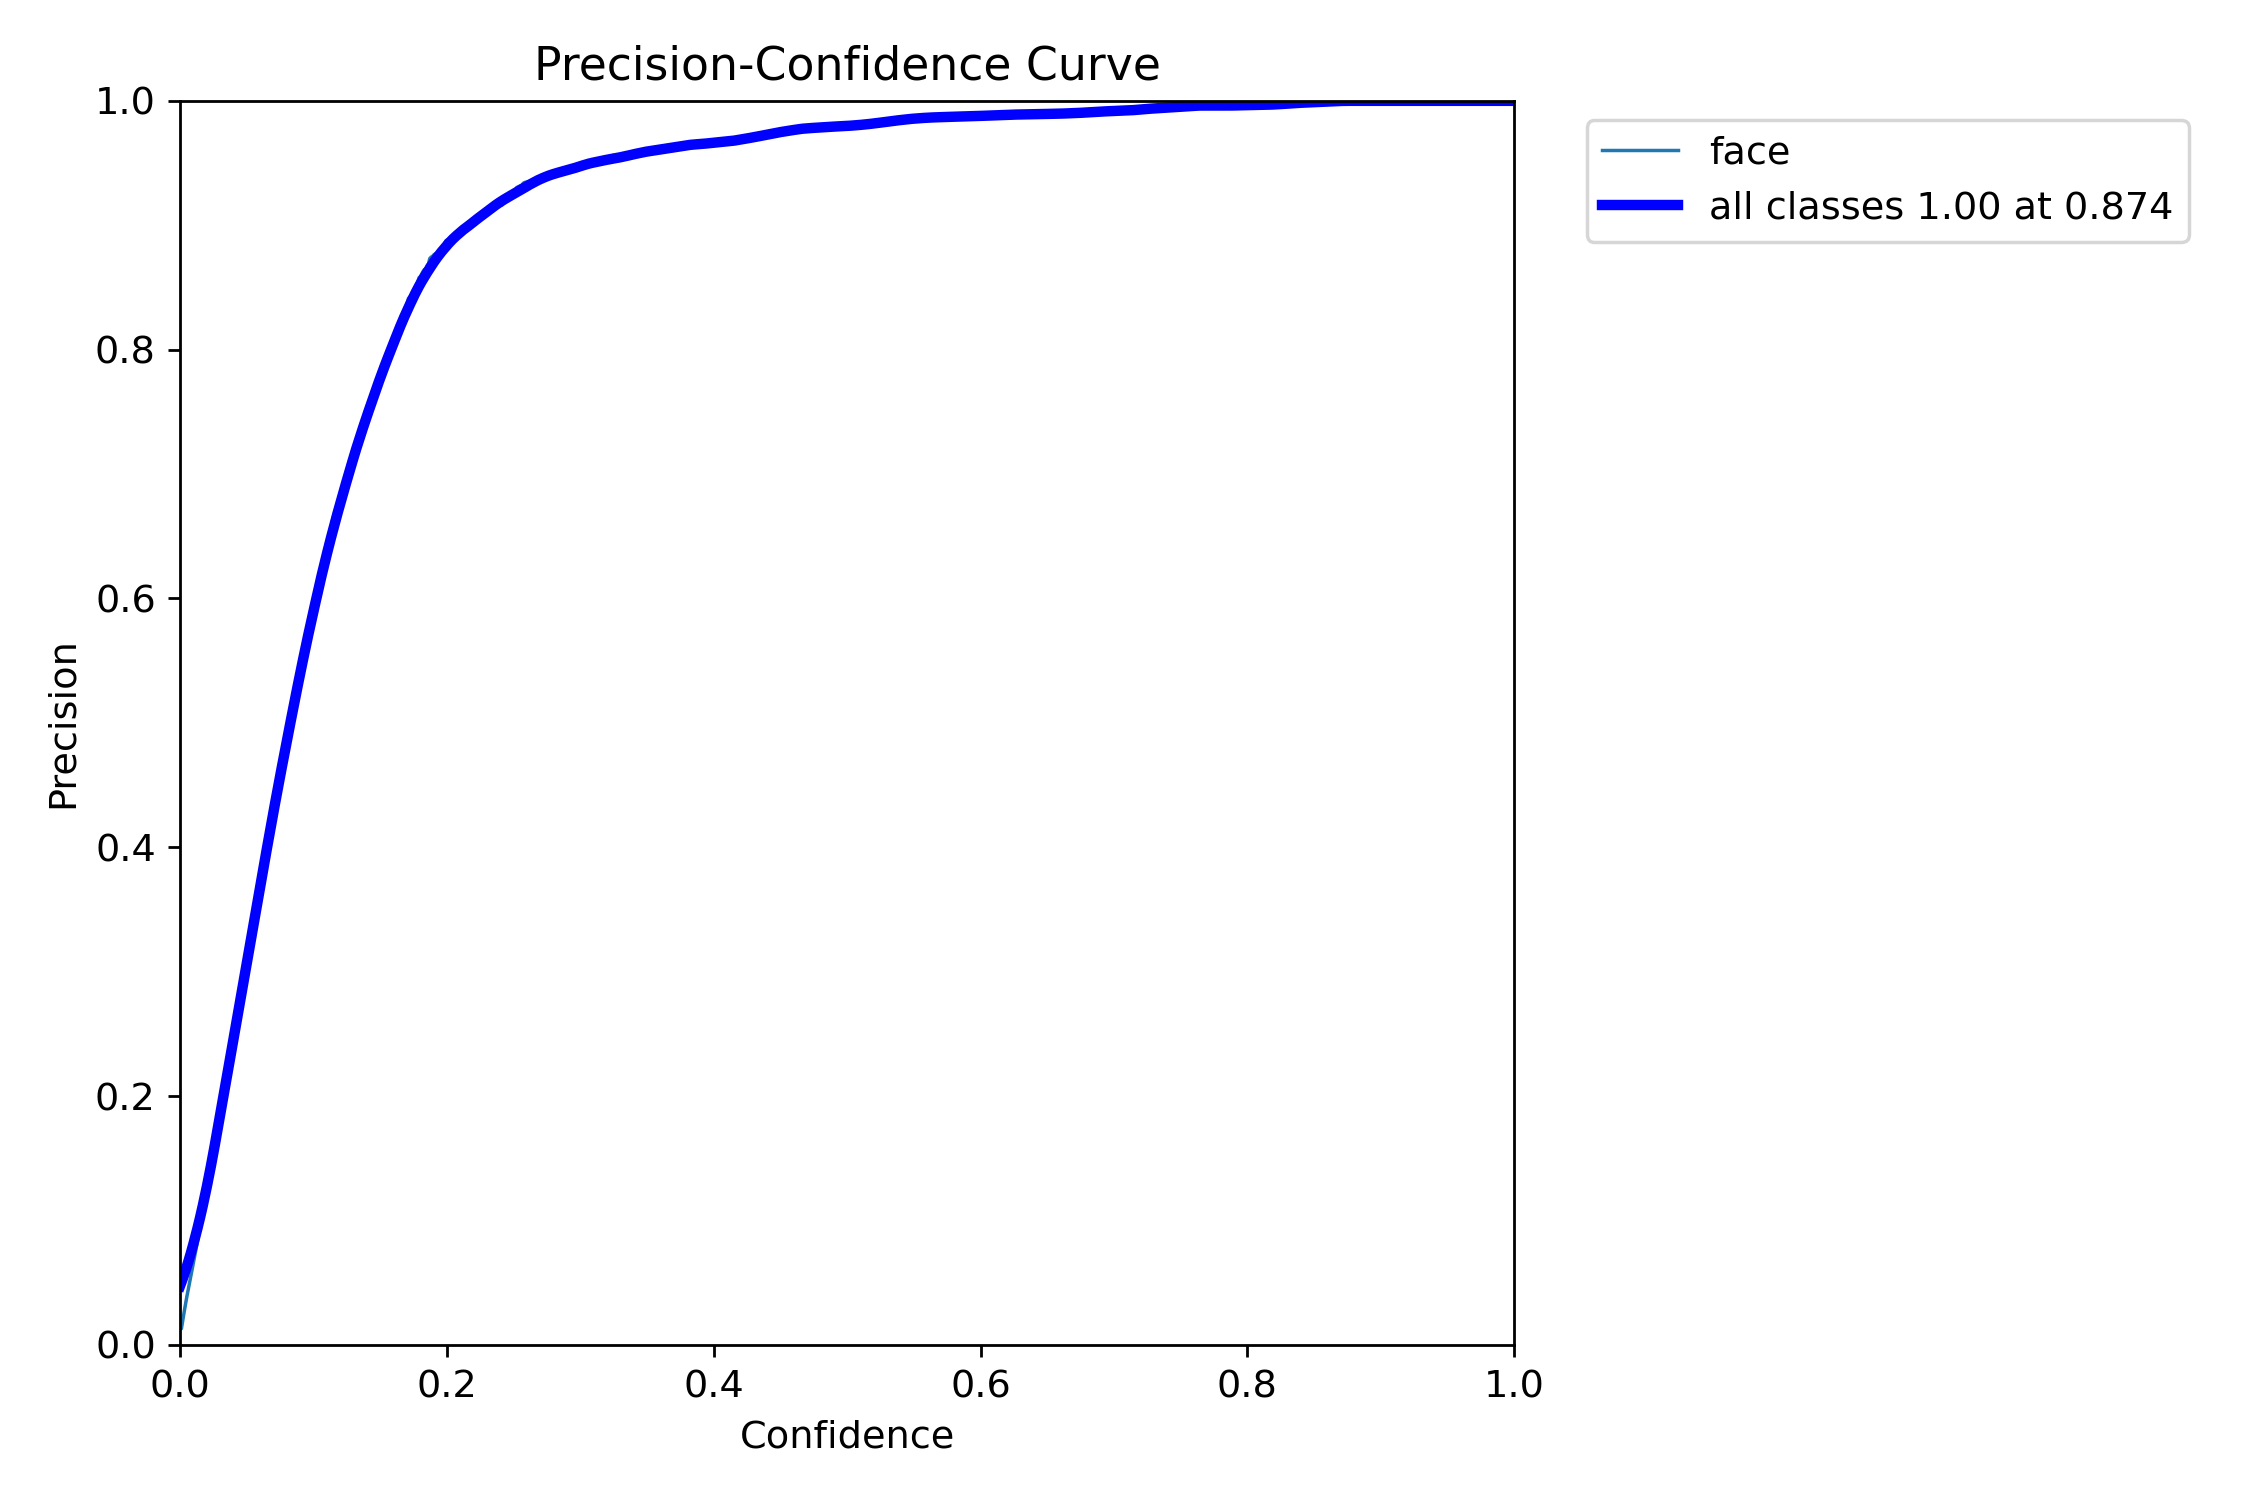 Precision-Confidence Curve
face
all classes 1.00 at 0.874
Precision
1.0
0.8
0.6
0.4
0.2
0.0
0.0 0.2 0.4 0.6 0.8 1.0
Confidence